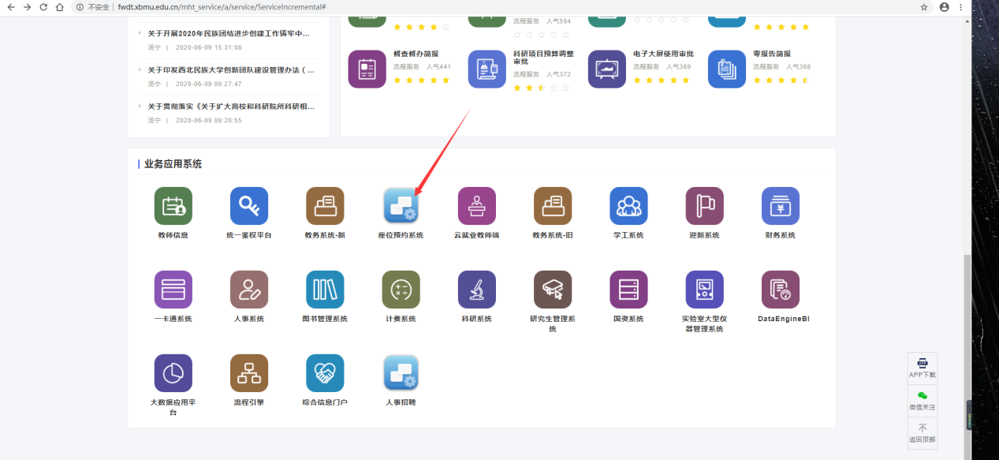 不安全 | fwdt.xbmu.edu.cn/mht_service/a/service/ServiceIncremental#
关于开展2020年民族团结进步创建工作铸牢中...
汤宁 | 2020-06-09 15:31:08
关于印发西北民族大学创新团队建设管理办法（...
汤宁 | 2020-06-09 09:27:47
关于贯彻落实《关于扩大高校和科研院所科研相...
汤宁 | 2020-06-09 09:26:55
流程服务 人气594
督查督办简报
流程服务 人气441
科研项目预算调整
审批
流程服务 人气372
电子大屏使用审批
流程服务 人气369
零报告简报
流程服务 人气368
业务应用系统
教师信息
统一鉴权平台
教务系统-新
座位预约系统
云就业教师端
教务系统-旧
学工系统
迎新系统
财务系统
一卡通系统
人事系统
图书管理系统
计费系统
科研系统
研究生管理系
统
国资系统
实验室大型仪
器管理系统
DataEngineBI
大数据应用平
台
流程引擎
综合信息门户
人事招聘
APP
APP下载
微信关注
返回顶部